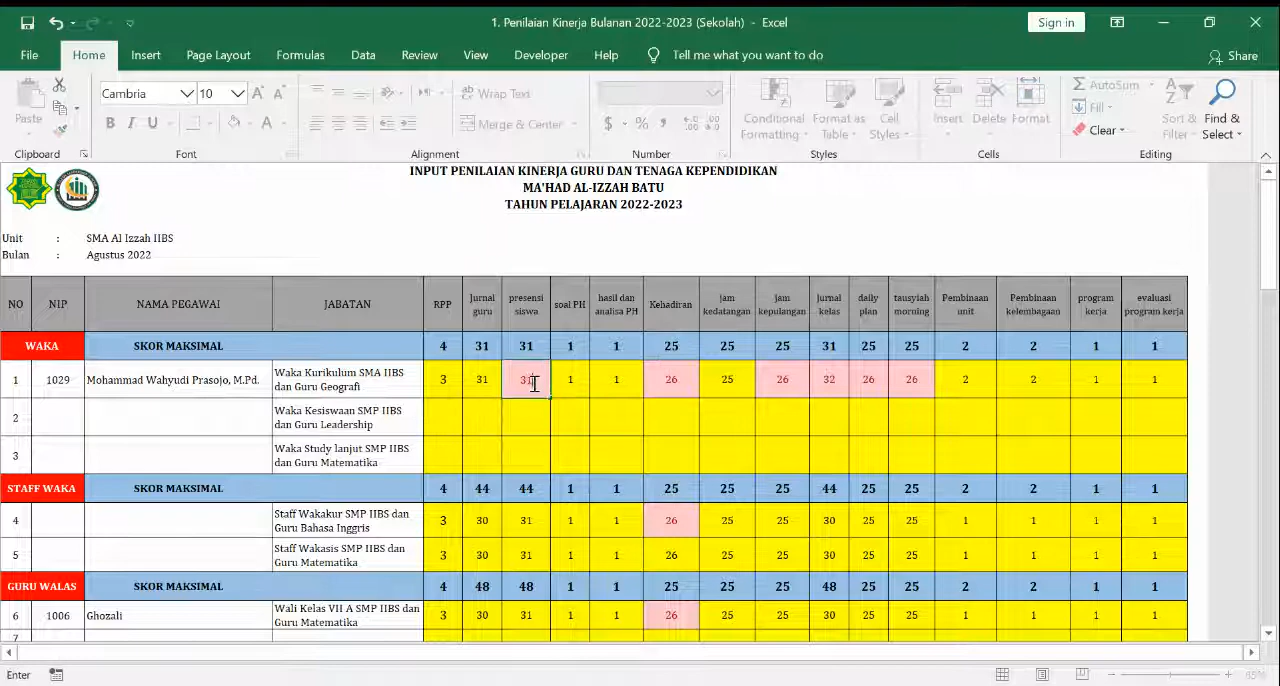 1. Penilaian Kinerja Bulanan 2022-2023 (Sekolah) - Excel
Sign in
File Home Insert Page Layout Formulas Data Review View Developer Help Tell me what you want to do Share
Paste
Cambria 10
B I U
Wrap Text
Merge & Center
$ %
Conditional Formatting
Format as Table
Cell Styles
Insert Delete Format
AutoSum
Fill
Clear
Sort & Filter
Find & Select
Clipboard Font Alignment Number Styles Cells Editing
INPUT PENILAIAN KINERJA GURU DAN TENAGA KEPENDIDIKAN
MA'HAD AL-IZZAH BATU
TAHUN PELAJARAN 2022-2023
Unit : SMA Al Izzah IIBS
Bulan : Agustus 2022
NO NIP NAMA PEGAWAI JABATAN RPP Jurnal guru presensi siswa soal PH hasil dan analisa PH Kehadiran jam kedatangan jam kepulangan Jurnal kelas daily plan tausyiah morning Pembinaan unit Pembinaan kelembagaan program kerja evaluasi program kerja
WAKA SKOR MAKSIMAL 4 31 31 1 1 25 25 25 31 25 25 2 2 1 1
1 1029 Mohammad Wahyudi Prasojo, M.Pd. Waka Kurikulum SMA IIBS dan Guru Geografi 3 31 1 1 26 25 26 32 26 26 2 2 1 1
2 Waka Kesiswaan SMP IIBS dan Guru Leadership
3 Waka Study lanjut SMP IIBS dan Guru Matematika
STAFF WAKA SKOR MAKSIMAL 4 44 44 1 1 25 25 25 44 25 25 2 2 1 1
4 Staff Wakakur SMP IIBS dan Guru Bahasa Inggris 3 30 31 1 1 26 25 25 30 25 25 1 1 1 1
5 Staff Wakasis SMP IIBS dan Guru Matematika 3 30 31 1 1 26 25 25 30 25 25 1 1 1 1
GURU WALAS SKOR MAKSIMAL 4 48 48 1 1 25 25 25 48 25 25 2 2 1 1
6 1006 Ghozali Wali Kelas VII A SMP IIBS dan Guru Matematika 3 30 31 1 1 26 25 25 30 25 25 1 1 1 1
7
Enter